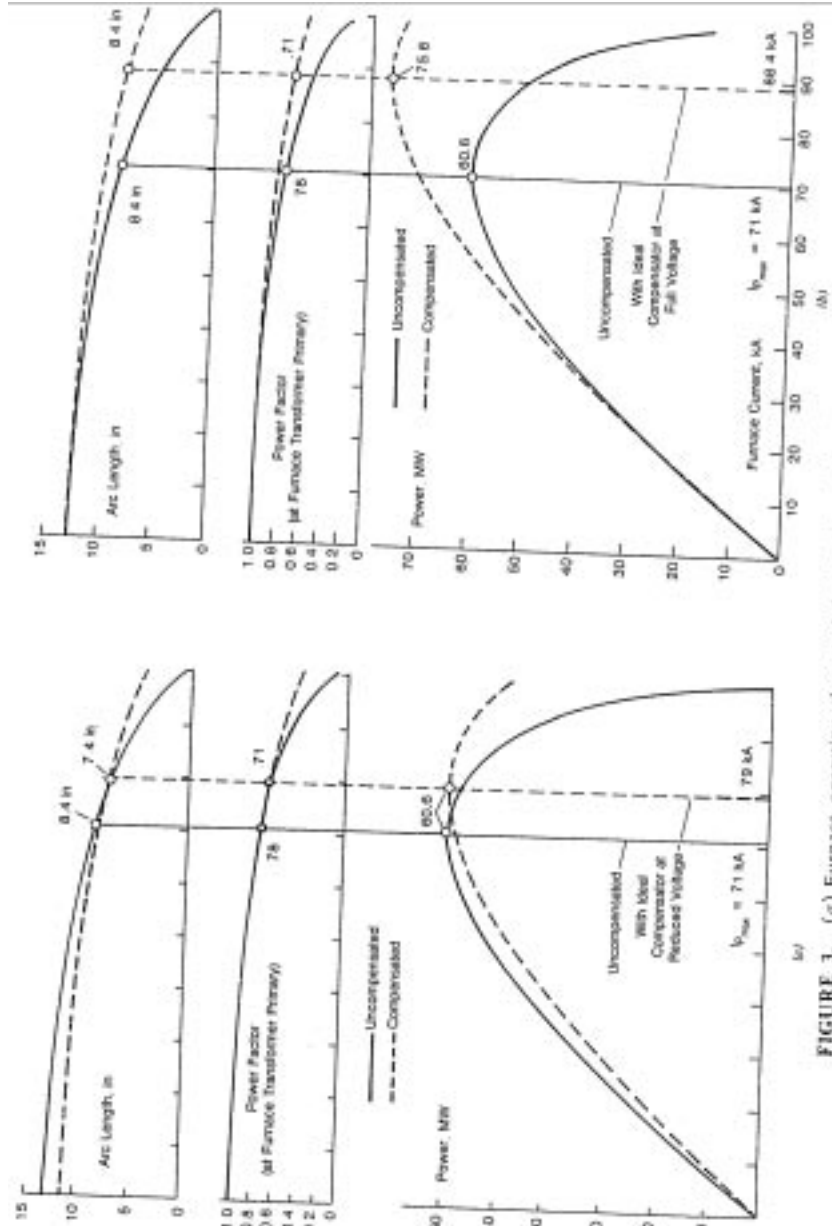 15
10
5
0
Arc Length, in
8.4 in
7.4 in
1.0
0.8
0.6
0.4
0.2
0
Power Factor
(at Furnace Transformer Primary)
.78
.71
Uncompensated
Compensated
Power, MW
60.6
Uncompensated
With Ideal
Compensator at
Reduced Voltage
79 kA
= 71 kA
(a)
15
10
5
0
Arc Length, in
8.4 in
8.4 in
1.0
0.8
0.6
0.4
0.2
0
Power Factor
(at Furnace Transformer Primary)
.78
.71
Uncompensated
Compensated
Power, MW
70
60
50
40
30
20
10
0
75.6
60.6
Uncompensated
With Ideal
Compensator at
Full Voltage
Furnace Current, kA
= 71 kA
88.4 kA
10
20
30
40
50
60
70
80
90
100
(b)
FIGURE 3. (a) Furnace